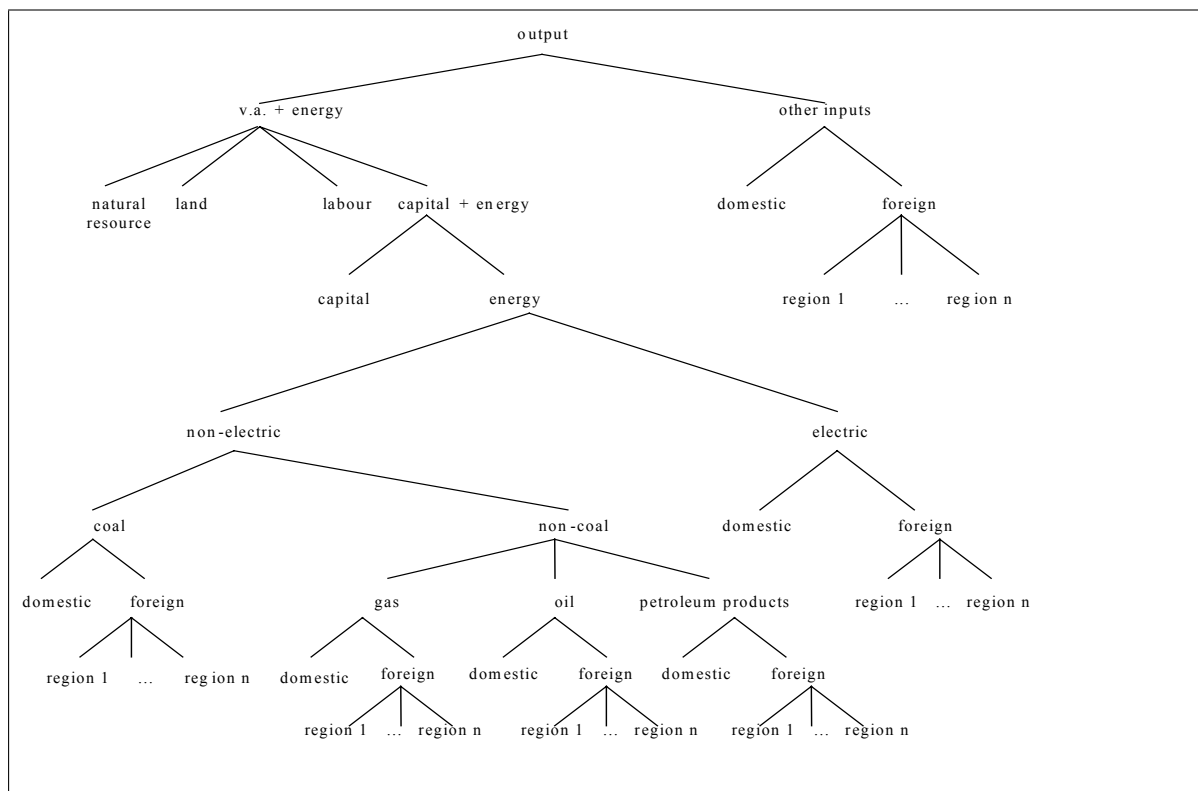 output
v.a. + energy other inputs
natural land labour capital + energy domestic foreign
resource
capital energy region 1 ... region n
non-electric electric
coal non-coal domestic foreign
domestic foreign gas oil petroleum products region 1 ... region n
region 1 ... region n domestic foreign domestic foreign domestic foreign
region 1 ... region n region 1 ... region n region 1 ... region n